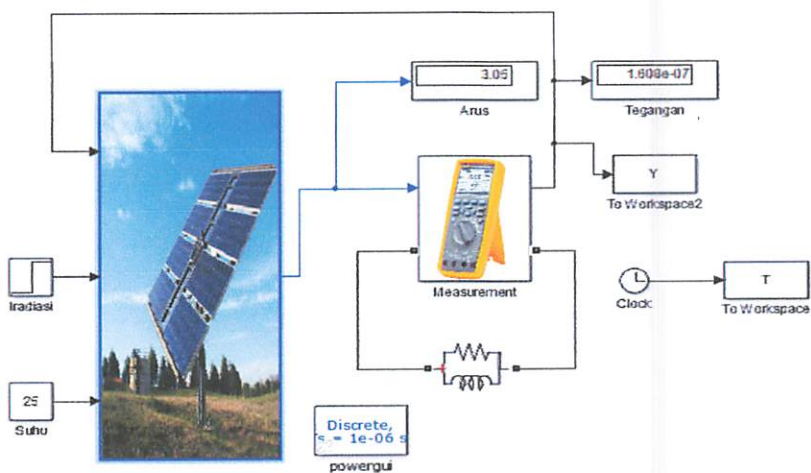 3.05
Arus
1.608e-07
Tegangan
Y
To Workspace2
Measurement
Iradiasi
Clock
T
To Workspace
25
Suhu
Discrete,
s = 1e-06 s
powergui